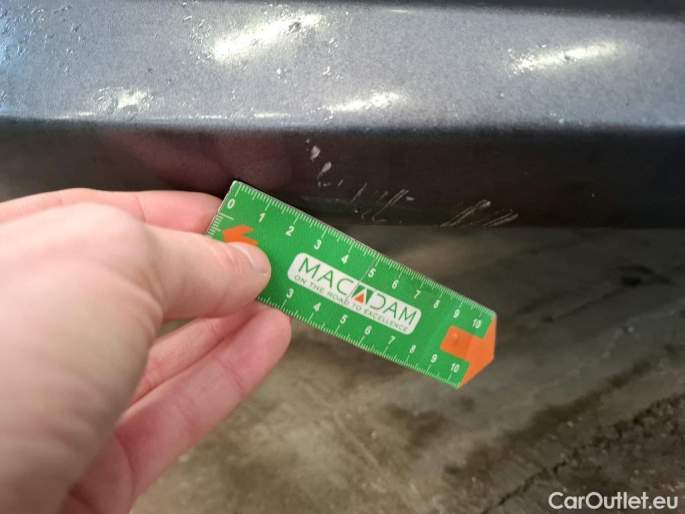 0 1 2 3 4 5 6 7 8 9 10
MACADAM
ON THE ROAD TO EXCELLENCE
3 4 5 6 7 8 9 10
CarOutlet.eu